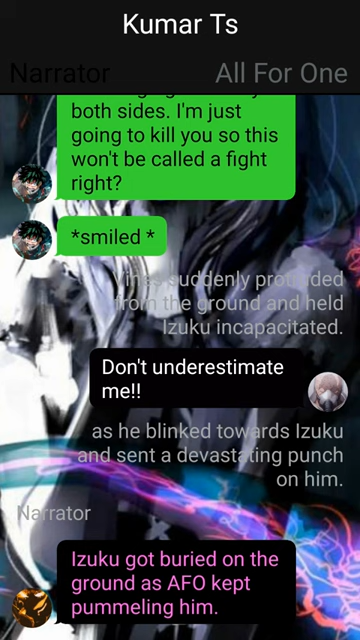 Kumar Ts
Narrator
All For One
both sides. I'm just
going to kill you so this
won't be called a fight
right?
*smiled *
Vines suddenly protruded
from the ground and held
Izuku incapacitated.
Don't underestimate
me!!
as he blinked towards Izuku
and sent a devastating punch
on him.
Narrator
Izuku got buried on the
ground as AFO kept
pummeling him.